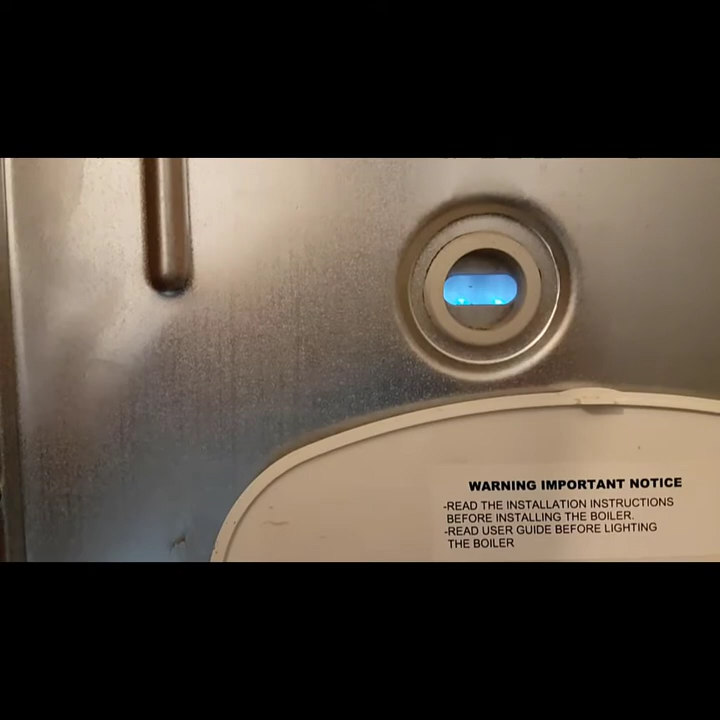 WARNING IMPORTANT NOTICE
-READ THE INSTALLATION INSTRUCTIONS
BEFORE INSTALLING THE BOILER.
-READ USER GUIDE BEFORE LIGHTING
THE BOILER